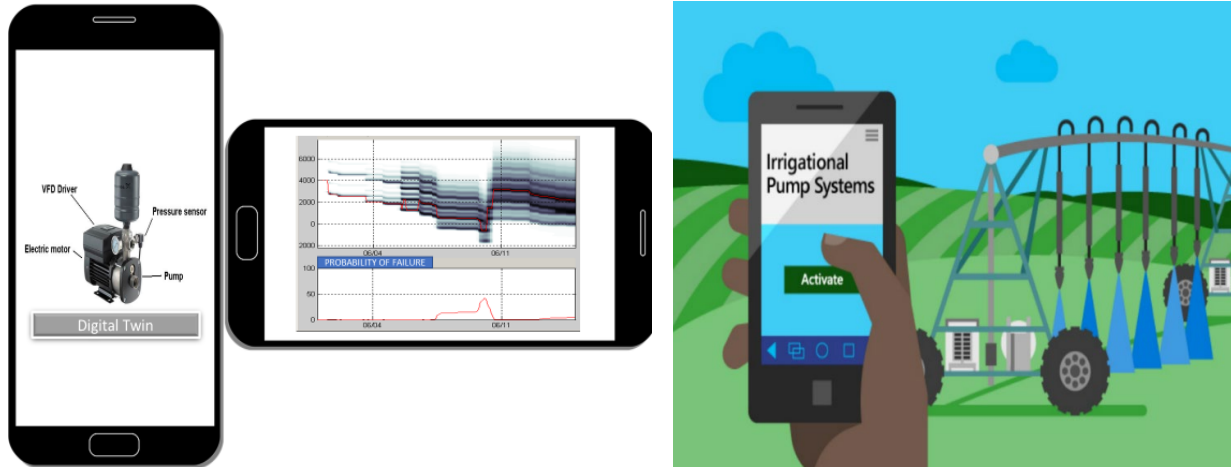 VFD Driver
Pressure sensor
Electric motor
Pump
Digital Twin
6000
4000
2000
0
2000
06/04
06/11
PROBABILITY OF FAILURE
100
50
0
06/04
06/11
Irrigational
Pump Systems
Activate